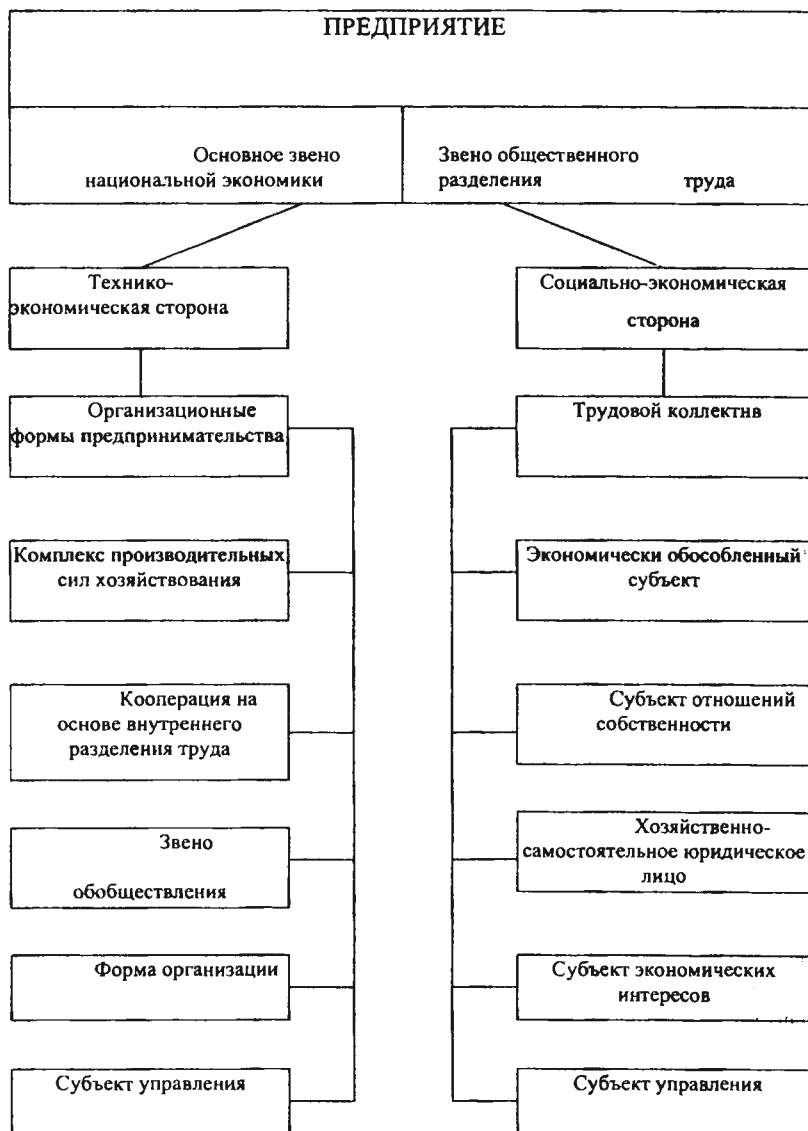 ПРЕДПРИЯТИЕ
Основное звено
национальной экономики
Звено общественного
разделения труда
Технико-
экономическая сторона
Социально-экономическая
сторона
Организационные
формы предпринимательства
Трудовой коллектив
Комплекс производительных
сил хозяйствования
Экономически обособленный
субъект
Кооперация на
основе внутреннего
разделения труда
Субъект отношений
собственности
Звено
обобществления
Хозяйственно-
самостоятельное юридическое
лицо
Форма организации
Субъект экономических
интересов
Субъект управления
Субъект управления